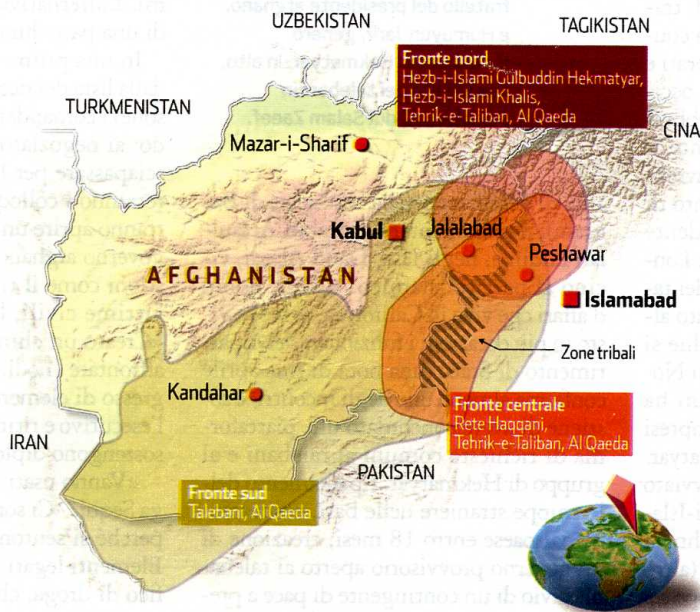 UZBEKISTAN
TAGIKISTAN
Fronte nord
Hezb-i-Islami Gulbuddin Hekmatyar,
Hezb-i-Islami Khalis,
Tehrik-e-Taliban, Al Qaeda
TURKMENISTAN
CINA
Mazar-i-Sharif
Kabul
Jalalabad
Peshawar
AFGHANISTAN
Islamabad
Zone tribali
Kandahar
Fronte centrale
Rete Haqqani,
Tehrik-e-Taliban, Al Qaeda
IRAN
PAKISTAN
Fronte sud
Talebani, Al Qaeda